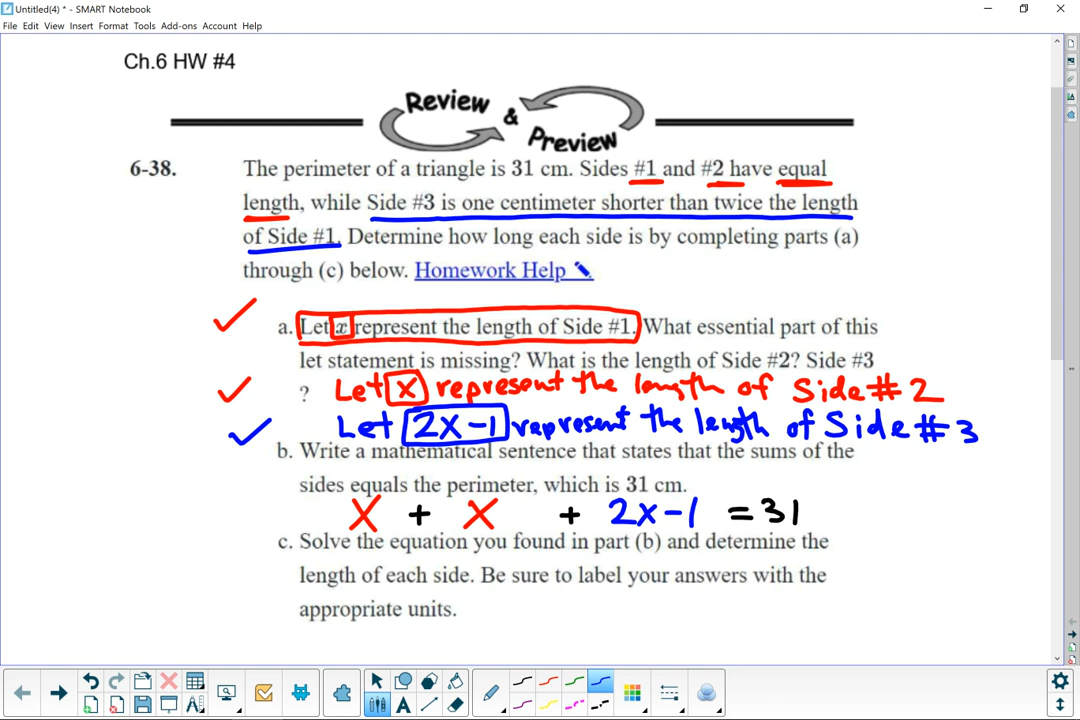 Untitled(4) * - SMART Notebook
File Edit View Insert Format Tools Add-ons Account Help
Ch.6 HW #4
Review
&
Preview
6-38. The perimeter of a triangle is 31 cm. Sides #1 and #2 have equal
length, while Side #3 is one centimeter shorter than twice the length
of Side #1. Determine how long each side is by completing parts (a)
through (c) below. Homework Help
a. Let x represent the length of Side #1. What essential part of this
let statement is missing? What is the length of Side #2? Side #3
?
Let x represent the length of Side # 2
Let 2x-1 represent the length of Side # 3
b. Write a mathematical sentence that states that the sums of the
sides equals the perimeter, which is 31 cm.
x + x + 2x-1 = 31
c. Solve the equation you found in part (b) and determine the
length of each side. Be sure to label your answers with the
appropriate units.